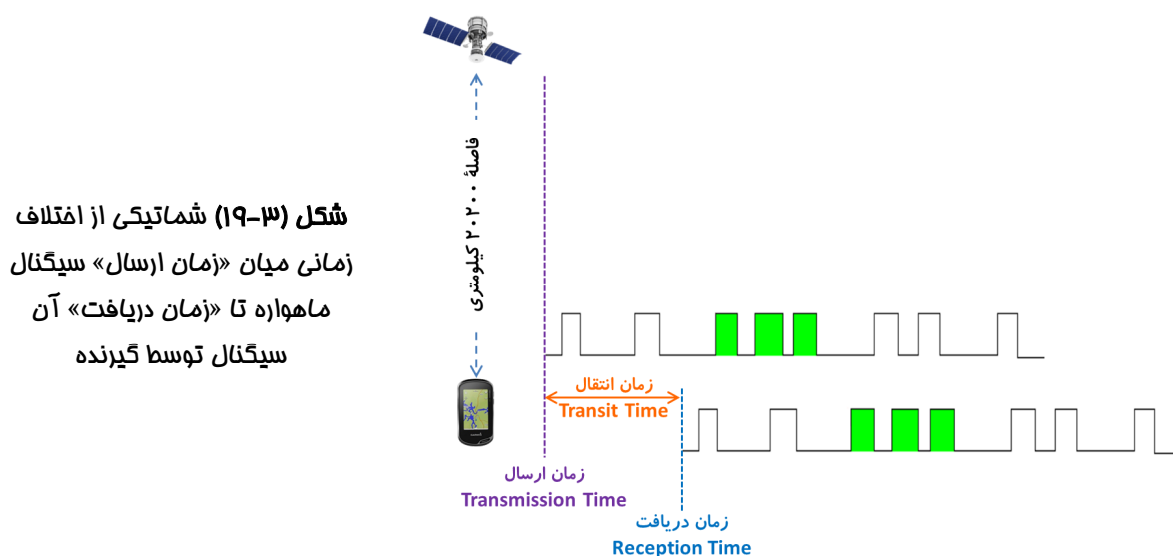 شکل (۳-۱۹) شماتیکی از اختلاف
زمانی میان «زمان ارسال» سیگنال
ماهواره تا «زمان دریافت» آن
سیگنال توسط گیرنده
فاصلهٔ ۲۰۲۰۰ کیلومتری
زمان انتقال
Transit Time
زمان ارسال
Transmission Time
زمان دریافت
Reception Time